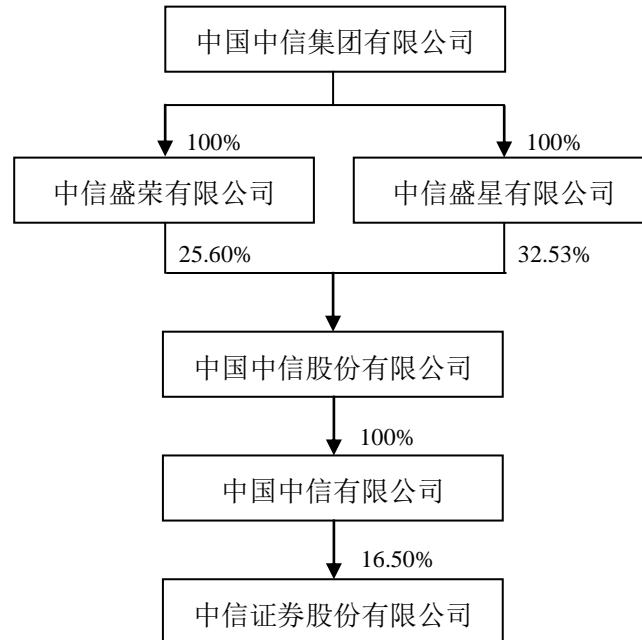 中国中信集团有限公司
100%
100%
中信盛荣有限公司
中信盛星有限公司
25.60%
32.53%
中国中信股份有限公司
100%
中国中信有限公司
16.50%
中信证券股份有限公司